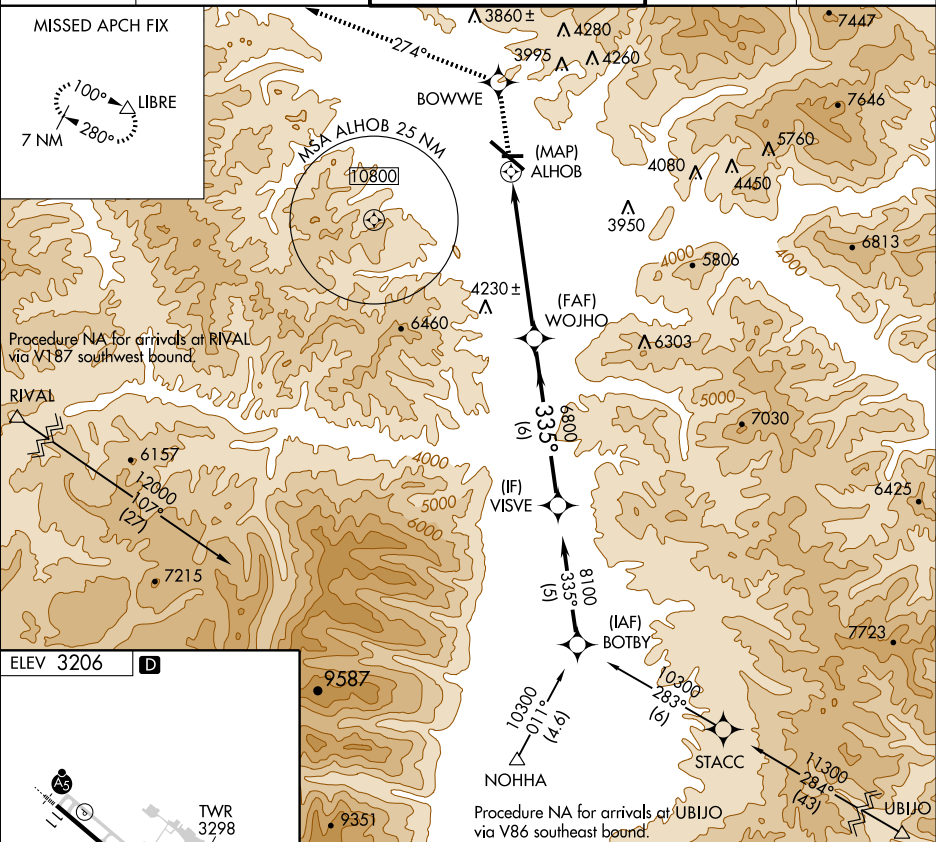 MISSED APCH FIX
100°
LIBRE
7 NM
280°
274°
3860 ±
4280
3995
4260
7447
BOWWE
7646
MSA ALHOB 25 NM
10800
(MAP)
ALHOB
5760
4080
4450
3950
6813
4000
4000
5806
4230 ±
(FAF)
WOJHO
6460
6303
Procedure NA for arrivals at RIVAL
via V187 southwest bound.
RIVAL
5000
7030
6800
335°
(6)
6157
12000
107°
(27)
4000
5000
6000
(IF)
VISVE
6425
7215
8100
335°
(5)
(IAF)
BOTBY
7723
ELEV 3206
D
9587
10300
011°
(4.6)
10300
283°
(6)
STACC
NOHHA
11300
284°
(43)
UBIJO
A5
P
TWR
3298
9351
Procedure NA for arrivals at UBIJO
via V86 southeast bound.